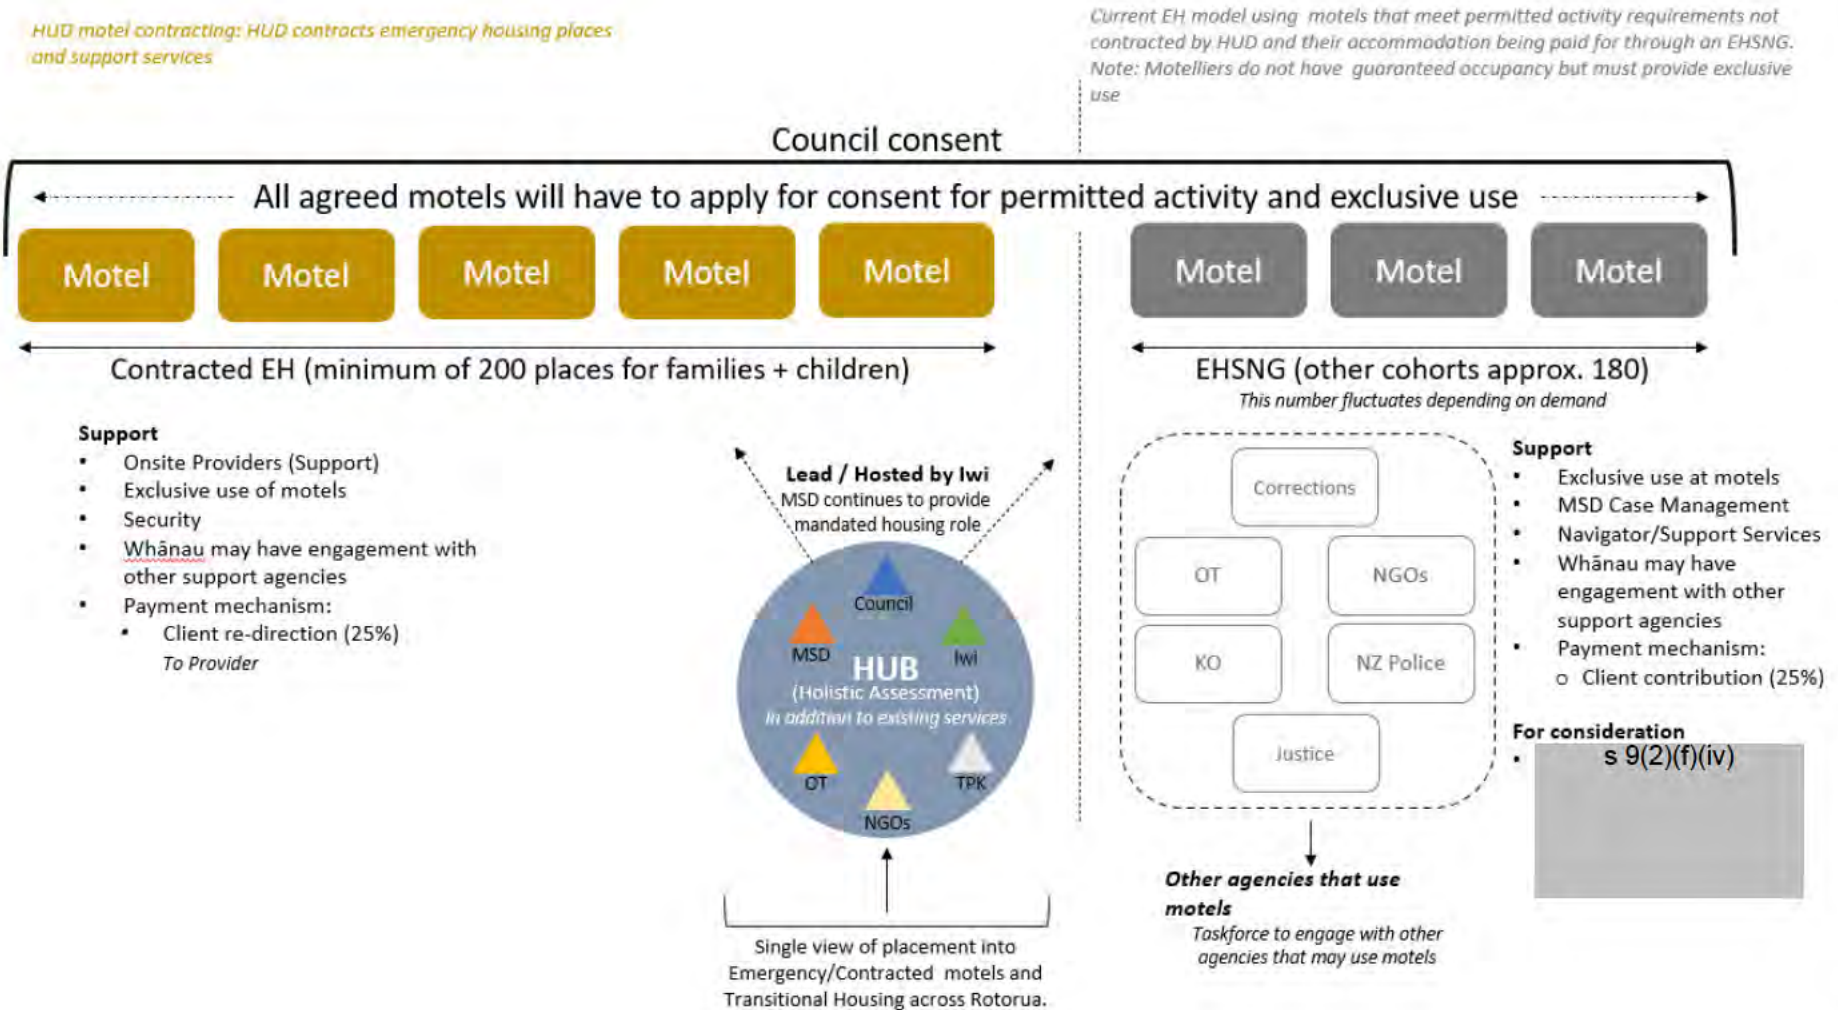 HUD motel contracting: HUD contracts emergency housing places
and support services
Current EH model using motels that meet permitted activity requirements not
contracted by HUD and their accommodation being paid for through an EHSNG.
Note: Motelliers do not have guaranteed occupancy but must provide exclusive
use
Council consent
All agreed motels will have to apply for consent for permitted activity and exclusive use
Motel
Motel
Motel
Motel
Motel
Motel
Motel
Motel
Contracted EH (minimum of 200 places for families + children)
EHSNG (other cohorts approx. 180)
This number fluctuates depending on demand
Support
• Onsite Providers (Support)
• Exclusive use of motels
• Security
• Whānau may have engagement with
other support agencies
• Payment mechanism:
• Client re-direction (25%)
To Provider
Lead / Hosted by Iwi
MSD continues to provide
mandated housing role
Council
MSD
Iwi
HUB
(Holistic Assessment)
In addition to existing services
OT
TPK
NGOs
Single view of placement into
Emergency/Contracted motels and
Transitional Housing across Rotorua.
Corrections
OT
NGOs
KO
NZ Police
Justice
Other agencies that use
motels
Taskforce to engage with other
agencies that may use motels
Support
• Exclusive use at motels
• MSD Case Management
• Navigator/Support Services
• Whānau may have
engagement with other
support agencies
• Payment mechanism:
o Client contribution (25%)
For consideration
• s 9(2)(f)(iv)